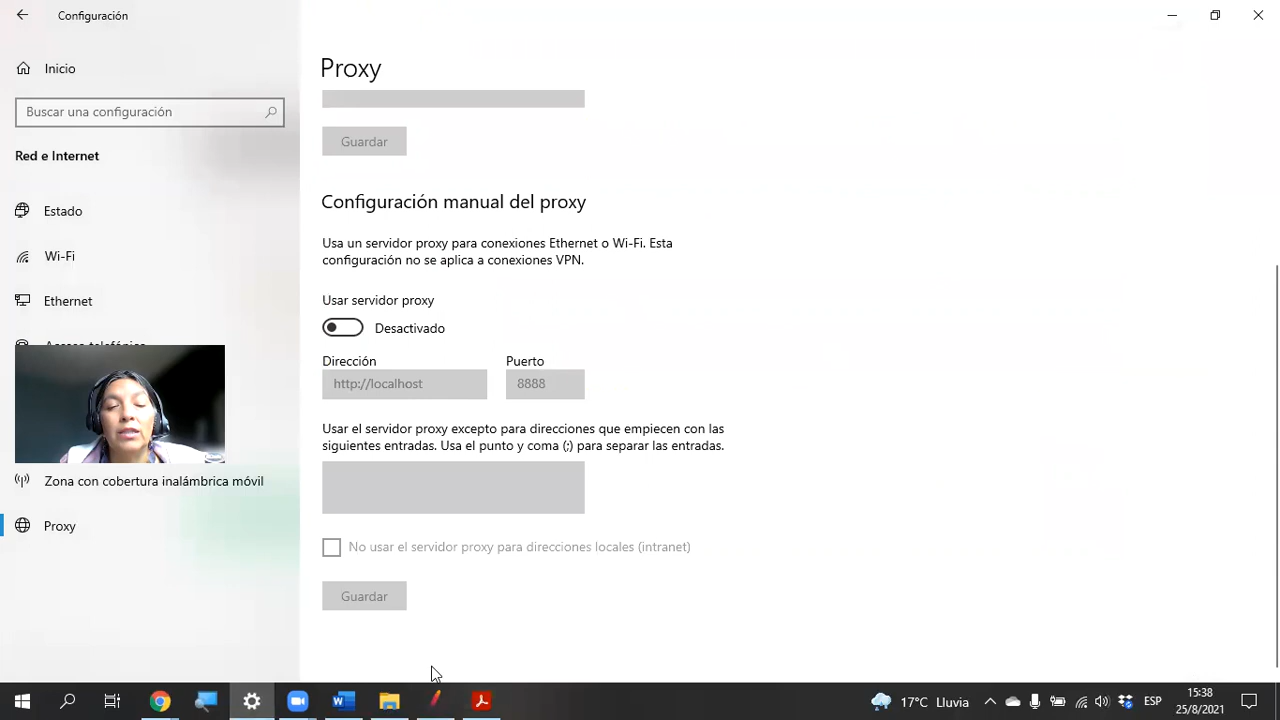 Configuración
Inicio
Buscar una configuración
Red e Internet
Estado
Wi-Fi
Ethernet
Acceso telefónico
Zona con cobertura inalámbrica móvil
Proxy
Proxy
Guardar
Configuración manual del proxy
Usa un servidor proxy para conexiones Ethernet o Wi-Fi. Esta
configuración no se aplica a conexiones VPN.
Usar servidor proxy
Desactivado
Dirección Puerto
http://localhost 8888
Usar el servidor proxy excepto para direcciones que empiecen con las
siguientes entradas. Usa el punto y coma (;) para separar las entradas.
No usar el servidor proxy para direcciones locales (intranet)
Guardar
17°C Lluvia
ESP
15:38
25/8/2021